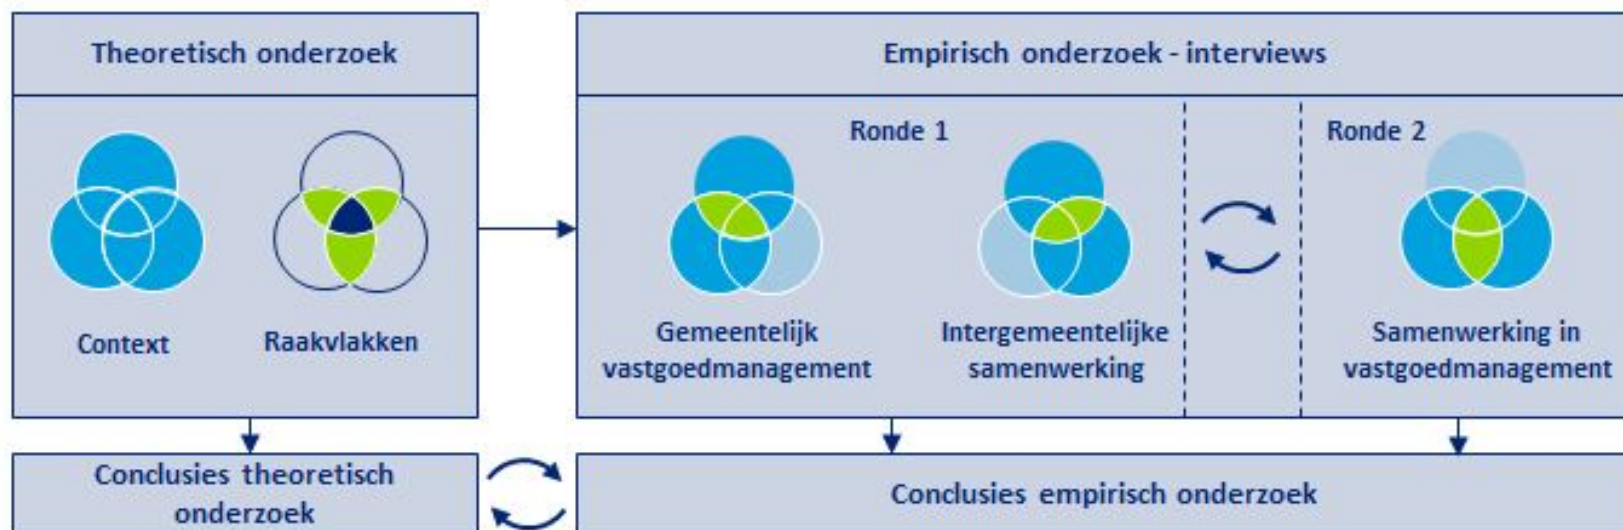 Theoretisch onderzoek
Context
Raakvlakken
Empirisch onderzoek - interviews
Ronde 1
Gemeentelijk
vastgoedmanagement
Intergemeentelijke
samenwerking
Ronde 2
Samenwerking in
vastgoedmanagement
Conclusies theoretisch
onderzoek
Conclusies empirisch onderzoek